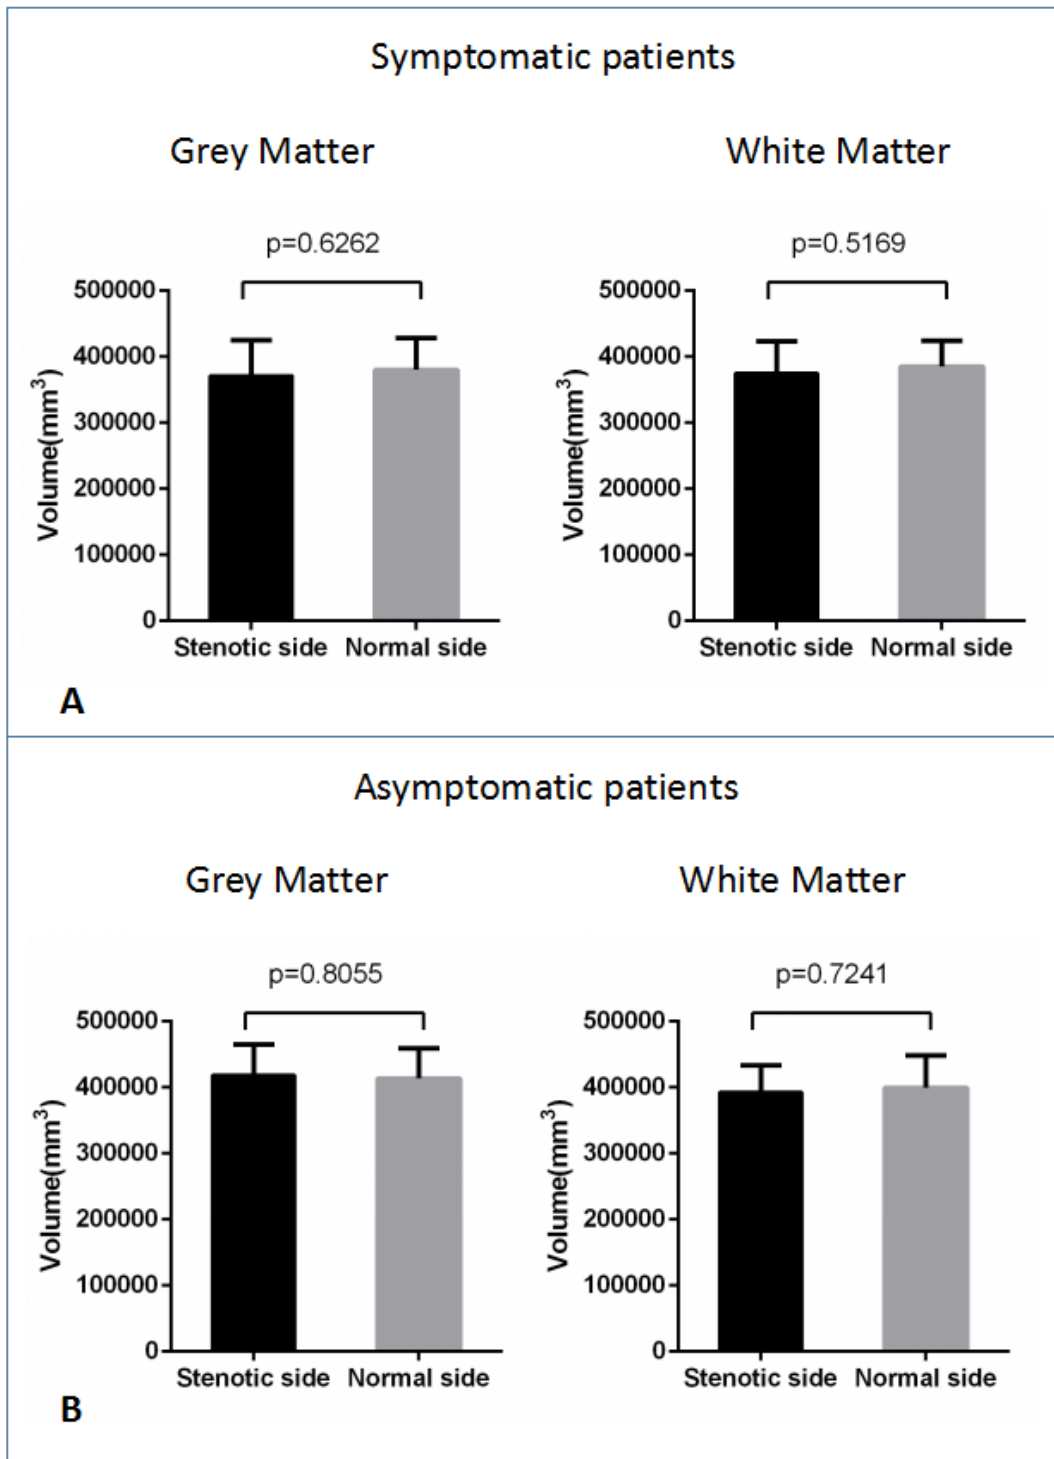 Symptomatic patients
Grey Matter
White Matter
p=0.6262
p=0.5169
500000
400000
300000
200000
100000
0
Volume(mm³)
Stenotic side Normal side
500000
400000
300000
200000
100000
0
Volume(mm³)
Stenotic side Normal side
A
Asymptomatic patients
Grey Matter
White Matter
p=0.8055
p=0.7241
500000
400000
300000
200000
100000
0
Volume(mm³)
Stenotic side Normal side
500000
400000
300000
200000
100000
0
Volume(mm³)
Stenotic side Normal side
B